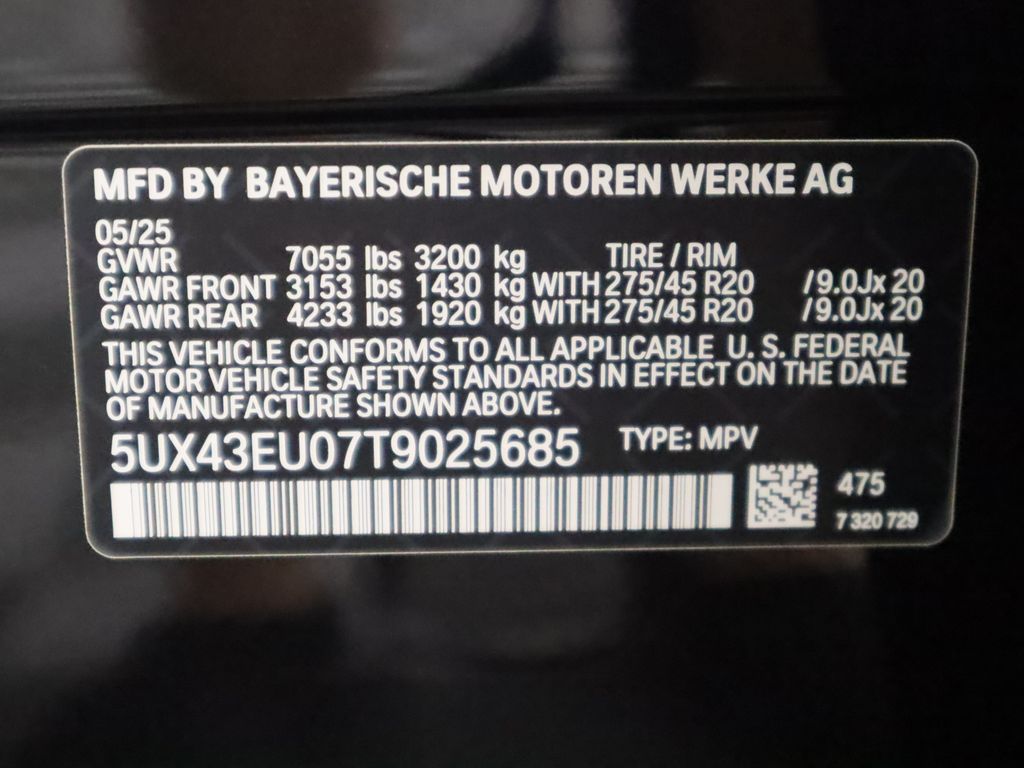 MFD BY BAYERISCHE MOTOREN WERKE AG
05/25
GVWR 7055 lbs 3200 kg TIRE / RIM
GAWR FRONT 3153 lbs 1430 kg WITH 275/45 R20 /9.0Jx 20
GAWR REAR 4233 lbs 1920 kg WITH 275/45 R20 /9.0Jx 20
THIS VEHICLE CONFORMS TO ALL APPLICABLE U. S. FEDERAL
MOTOR VEHICLE SAFETY STANDARDS IN EFFECT ON THE DATE
OF MANUFACTURE SHOWN ABOVE.
5UX43EU07T9025685 TYPE: MPV
475
7 320 729